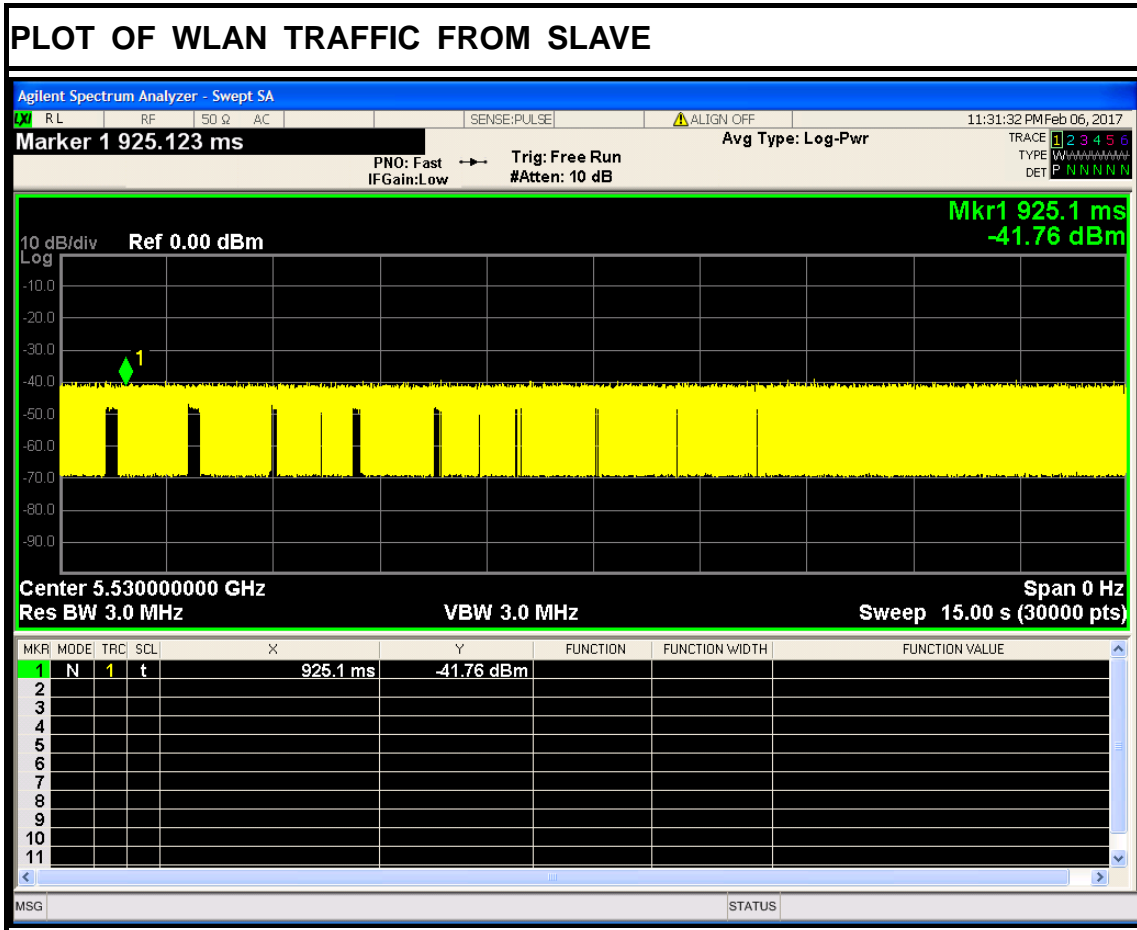 PLOT OF WLAN TRAFFIC FROM SLAVE
Agilent Spectrum Analyzer - Swept SA
LXI RL RF 50 Ω AC SENSE:PULSE ALIGN OFF 11:31:32 PM Feb 06, 2017
Marker 1 925.123 ms
PNO: Fast
IFGain:Low
Trig: Free Run
#Atten: 10 dB
Avg Type: Log-Pwr
TRACE 1 2 3 4 5 6
TYPE
DET P N N N N N
Mkr1 925.1 ms
-41.76 dBm
10 dB/div Ref 0.00 dBm
Log
-10.0
-20.0
-30.0
1
-40.0
-50.0
-60.0
-70.0
-80.0
-90.0
Center 5.530000000 GHz Span 0 Hz
Res BW 3.0 MHz VBW 3.0 MHz Sweep 15.00 s (30000 pts)
MKR MODE TRC SCL X Y FUNCTION FUNCTION WIDTH FUNCTION VALUE
1 N 1 t 925.1 ms -41.76 dBm
2
3
4
5
6
7
8
9
10
11
MSG STATUS